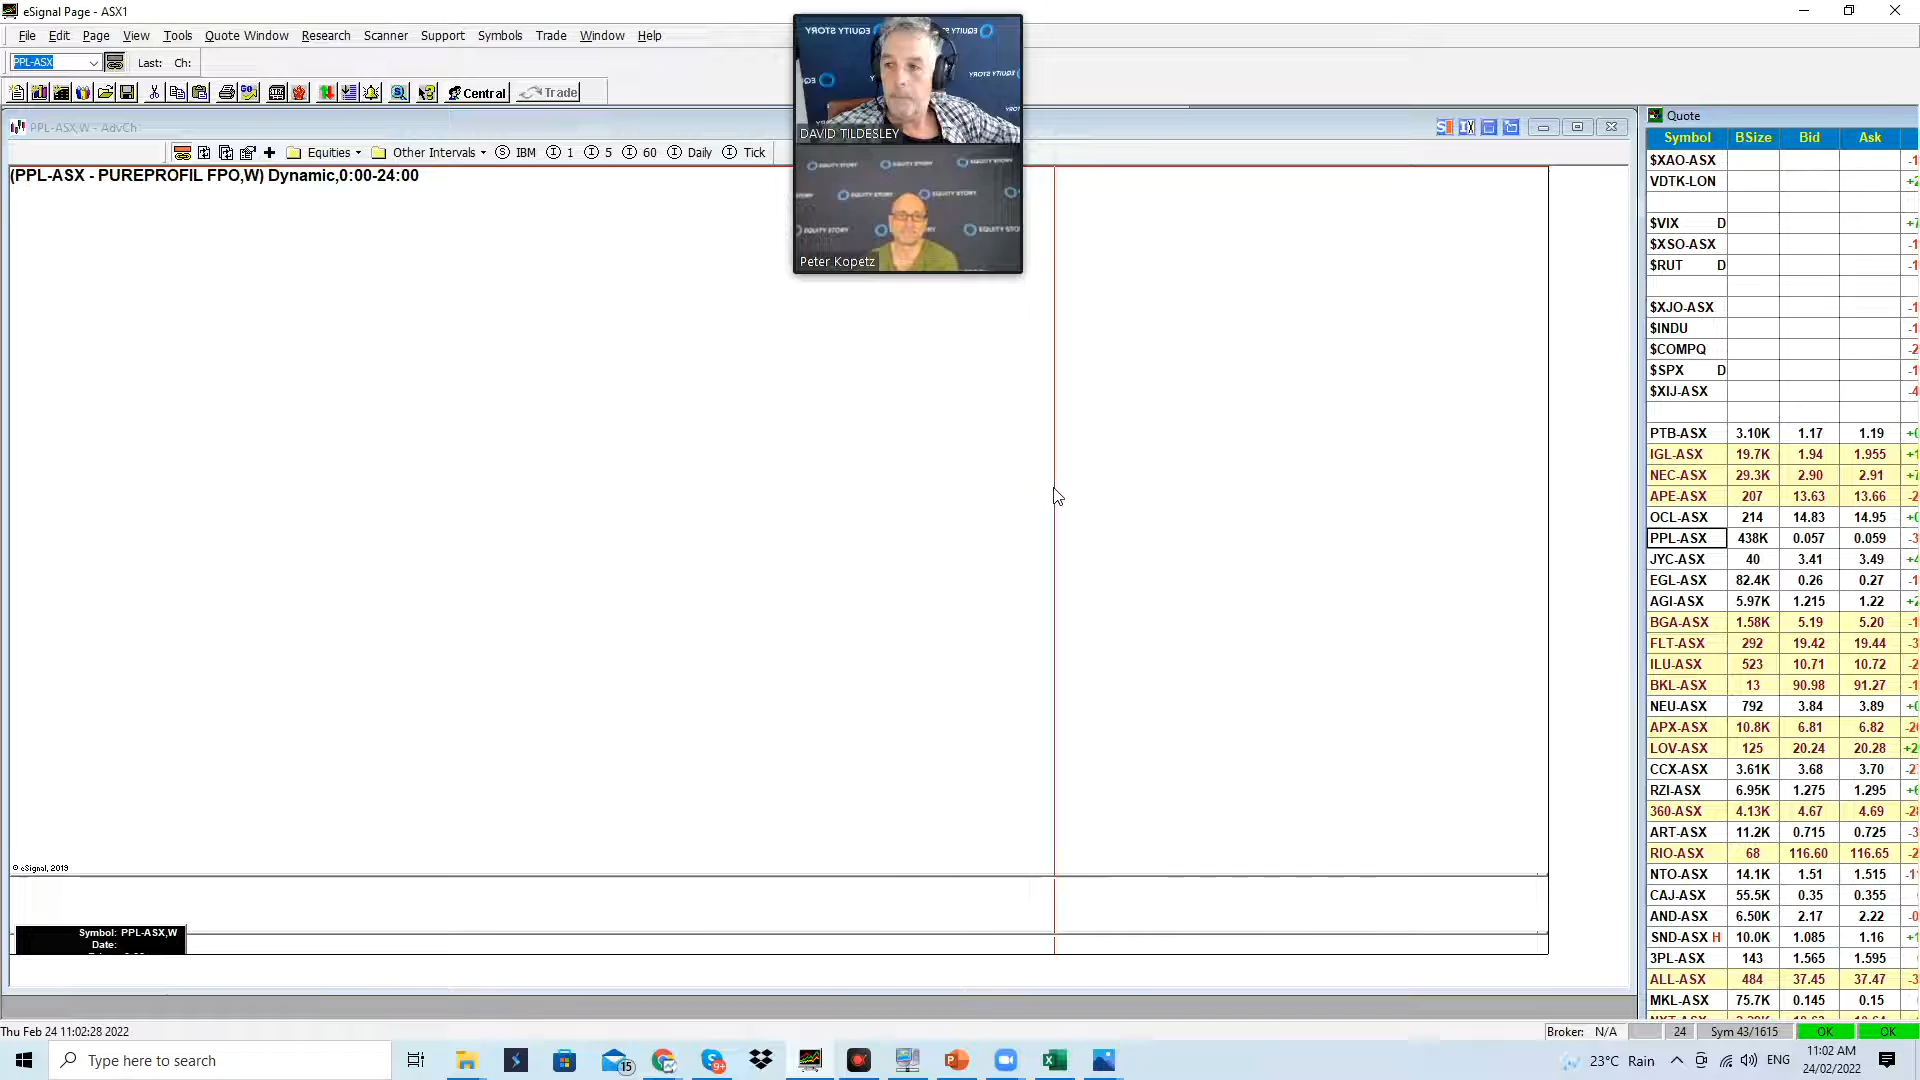 eSignal Page - ASX1
File Edit Page View Tools Quote Window Research Scanner Support Symbols Trade Window Help
PPL-ASX Last: Ch:
Central Trade
PPL-ASX,W - AdvCh
Equities Other Intervals IBM 1 5 60 Daily Tick
(PPL-ASX - PUREPROFIL FPO,W) Dynamic,0:00-24:00
DAVID TILDESLEY
EQUITY STORY
Peter Kopetz
Quote
Symbol BSize Bid Ask
$XAO-ASX
VDTK-LON
$VIX D
$XSO-ASX
$RUT D
$XJO-ASX
$INDU
$COMPQ
$SPX D
$XIJ-ASX
PTB-ASX 3.10K 1.17 1.19
IGL-ASX 19.7K 1.94 1.955
NEC-ASX 29.3K 2.90 2.91
APE-ASX 207 13.63 13.66
OCL-ASX 214 14.83 14.95
PPL-ASX 438K 0.057 0.059
JYC-ASX 40 3.41 3.49
EGL-ASX 82.4K 0.26 0.27
AGI-ASX 5.97K 1.215 1.22
BGA-ASX 1.58K 5.19 5.20
FLT-ASX 292 19.42 19.44
ILU-ASX 523 10.71 10.72
BKL-ASX 13 90.98 91.27
NEU-ASX 792 3.84 3.89
APX-ASX 10.8K 6.81 6.82
LOV-ASX 125 20.24 20.28
CCX-ASX 3.61K 3.68 3.70
RZI-ASX 6.95K 1.275 1.295
360-ASX 4.13K 4.67 4.69
ART-ASX 11.2K 0.715 0.725
RIO-ASX 68 116.60 116.65
NTO-ASX 14.1K 1.51 1.515
CAJ-ASX 55.5K 0.35 0.355
AND-ASX 6.50K 2.17 2.22
SND-ASX H 10.0K 1.085 1.16
3PL-ASX 143 1.565 1.595
ALL-ASX 484 37.45 37.47
MKL-ASX 75.7K 0.145 0.15
© eSignal, 2019
Symbol: PPL-ASX,W
Date:
Thu Feb 24 11:02:28 2022
Broker: N/A 24 Sym 43/1615 OK OK
Type here to search
15
9+
23°C Rain
ENG
11:02 AM
24/02/2022